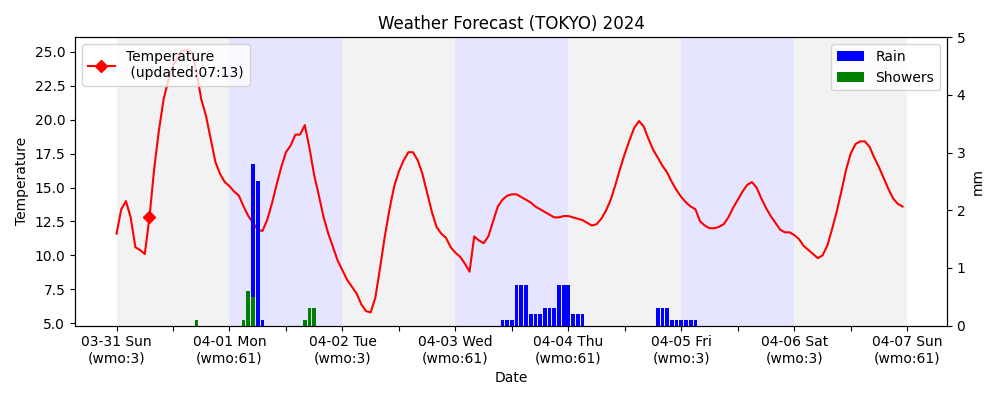 Weather Forecast (TOKYO) 2024
Temperature
(updated:07:13)
Rain
Showers
Temperature
25.0
22.5
20.0
17.5
15.0
12.5
10.0
7.5
5.0
5
4
3
2
1
0
mm
03-31 Sun 04-01 Mon 04-02 Tue 04-03 Wed 04-04 Thu 04-05 Fri 04-06 Sat 04-07 Sun
(wmo:3) (wmo:61) (wmo:3) (wmo:61) (wmo:61) (wmo:3) (wmo:3) (wmo:61)
Date